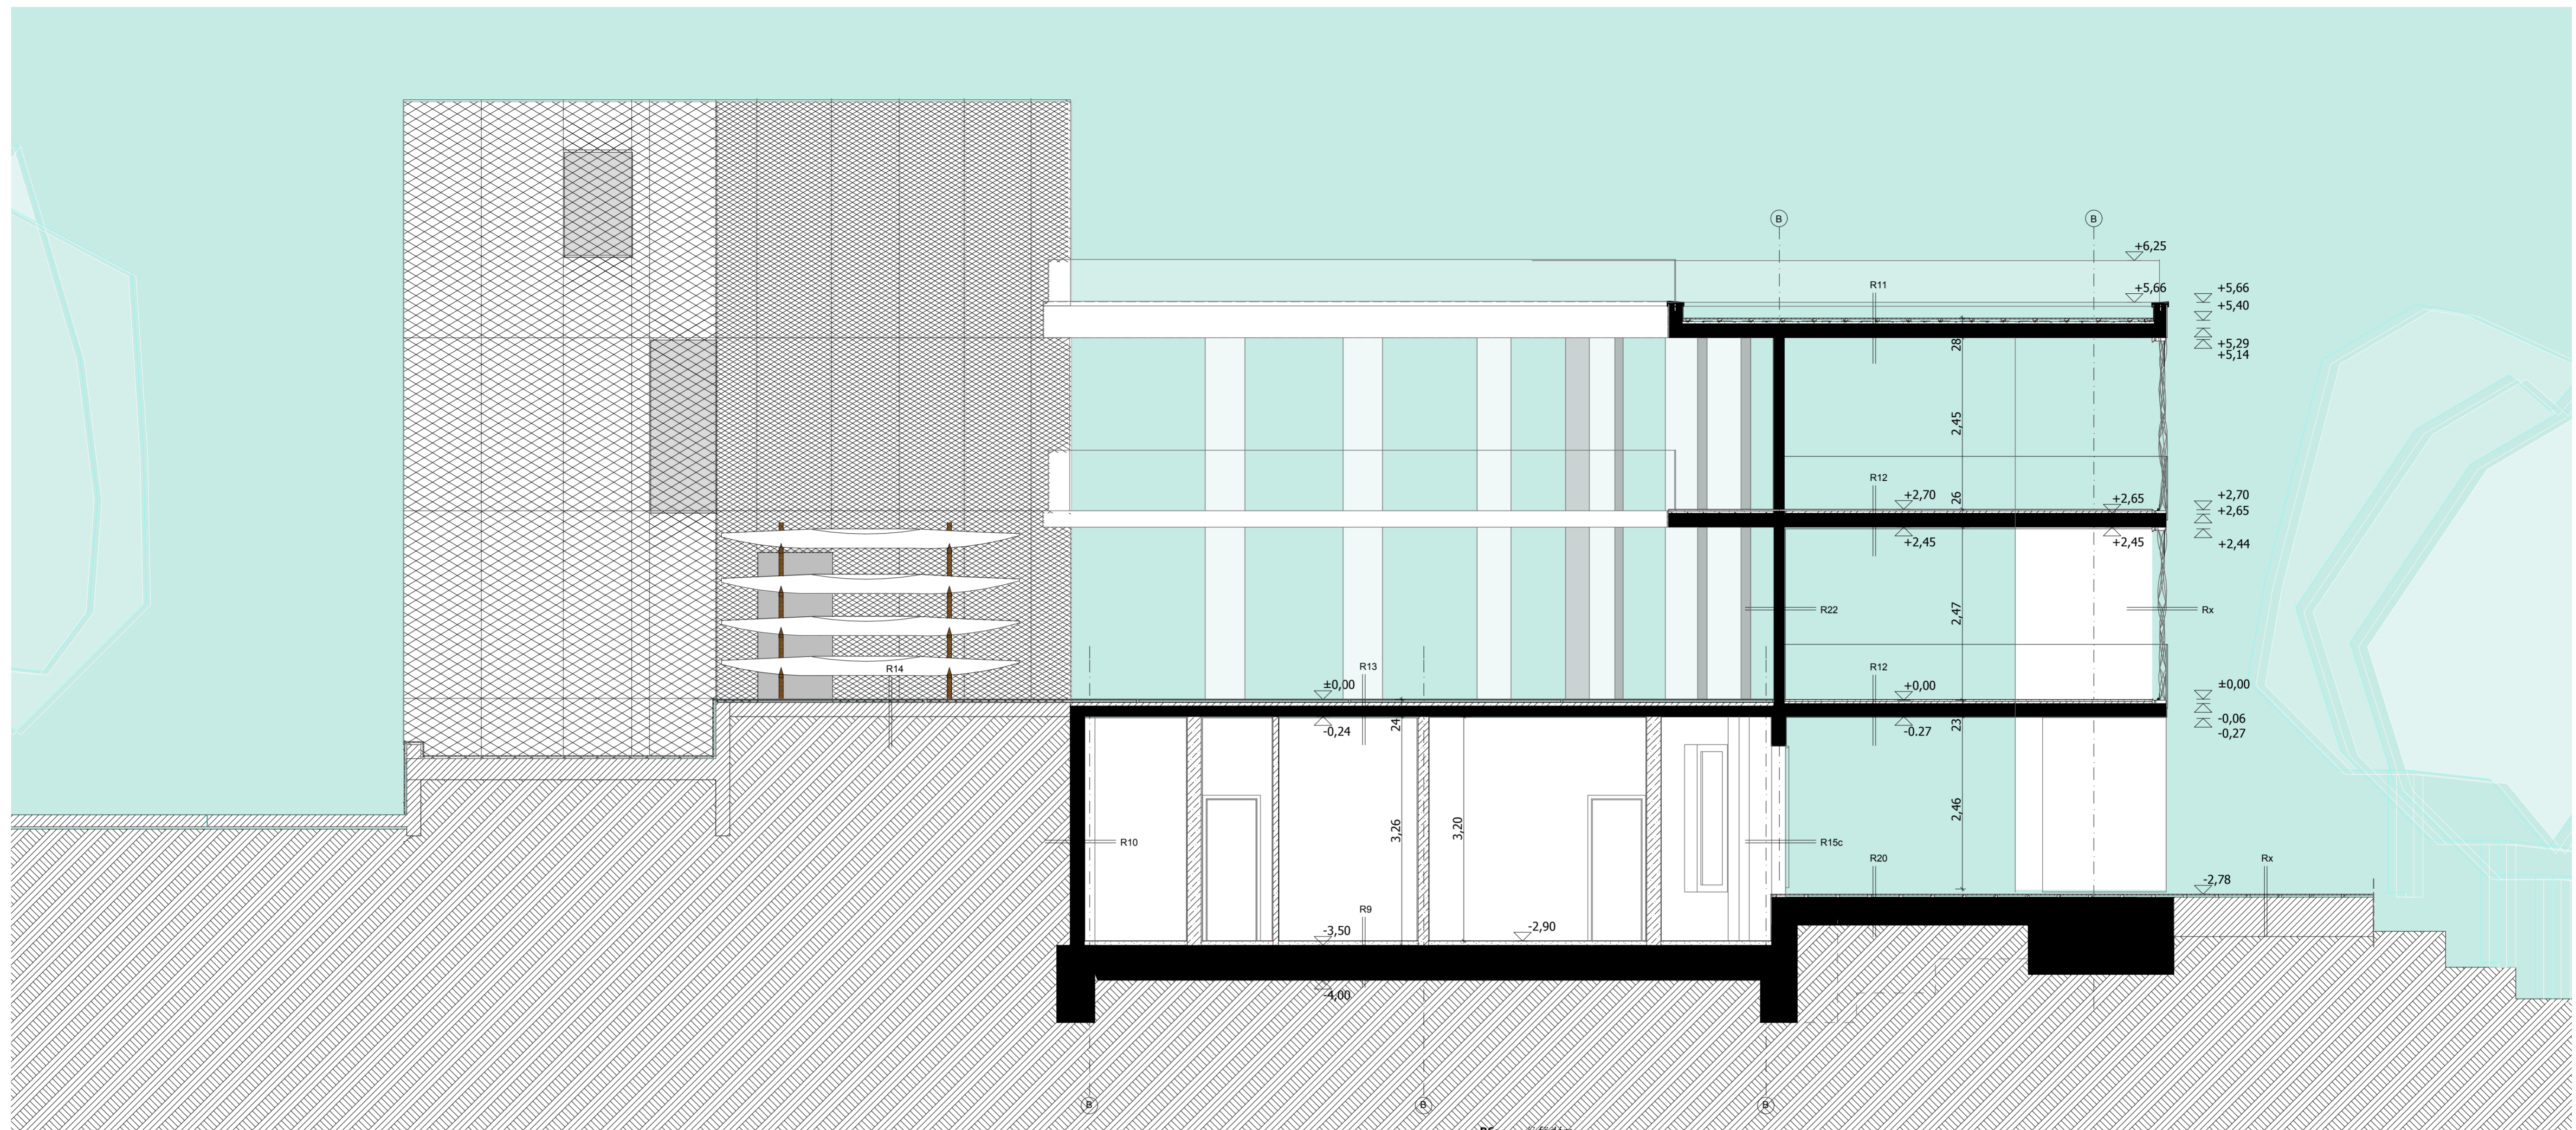 B
B
+6,25
R11
+5,66
+5,66
+5,40
28
+5,29
+5,14
2,45
R12
26
+2,70
+2,65
+2,70
+2,65
+2,45
+2,45
+2,44
2,47
R22
Rx
R14
R13
R12
±0,00
+0,00
±0,00
24
-0,24
23
-0.27
-0,06
-0,27
2,46
3,26
3,20
R10
R15c
R20
Rx
-2,78
R9
-3,50
-2,90
-4,00
B
B
B